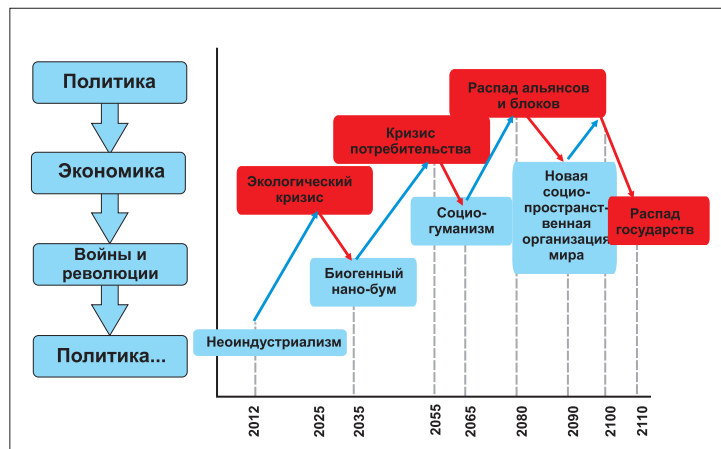 Политика
Экономика
Войны и
революции
Политика...
Неоиндустриализм
Экологический
кризис
Биогенный
нано-бум
Кризис
потребительства
Социо-
гуманизм
Распад альянсов
и блоков
Новая
социо-
пространст-
венная
организация
мира
Распад
государств
2012
2025
2035
2055
2065
2080
2090
2100
2110